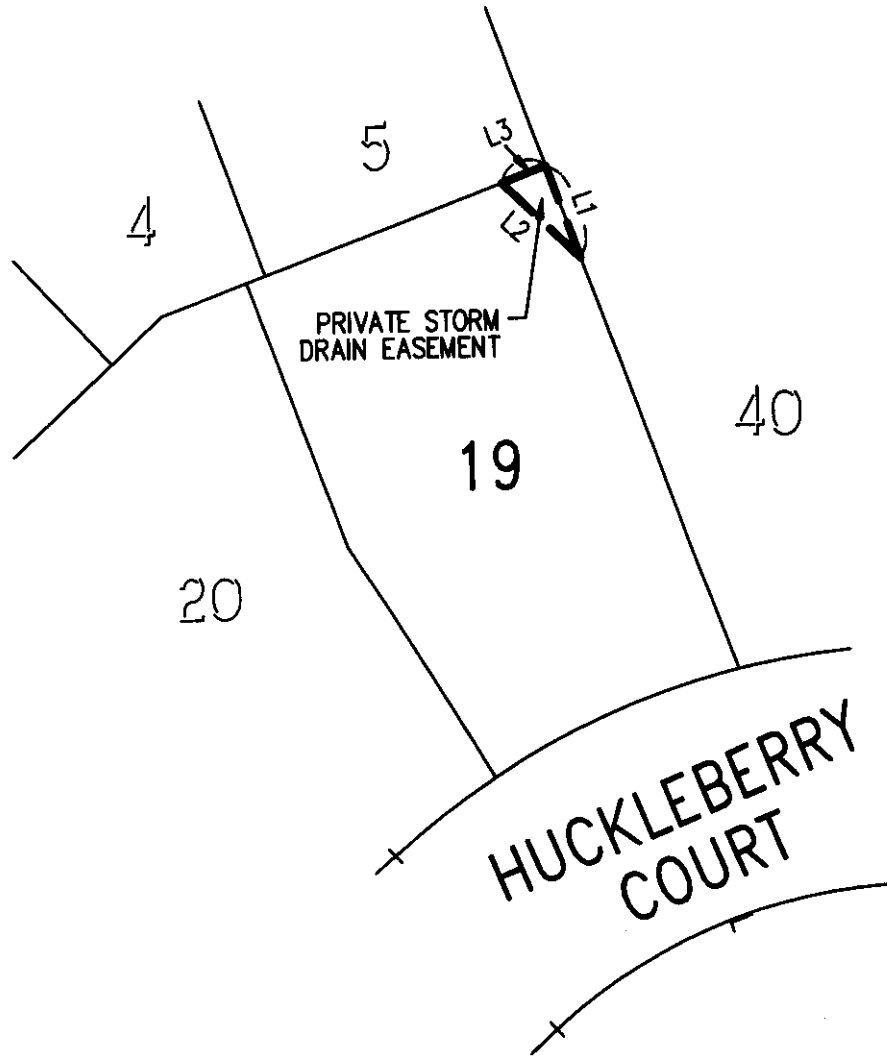 5
L3
4
L1
L2
PRIVATE STORM
DRAIN EASEMENT
19
40
20
HUCKLEBERRY
COURT